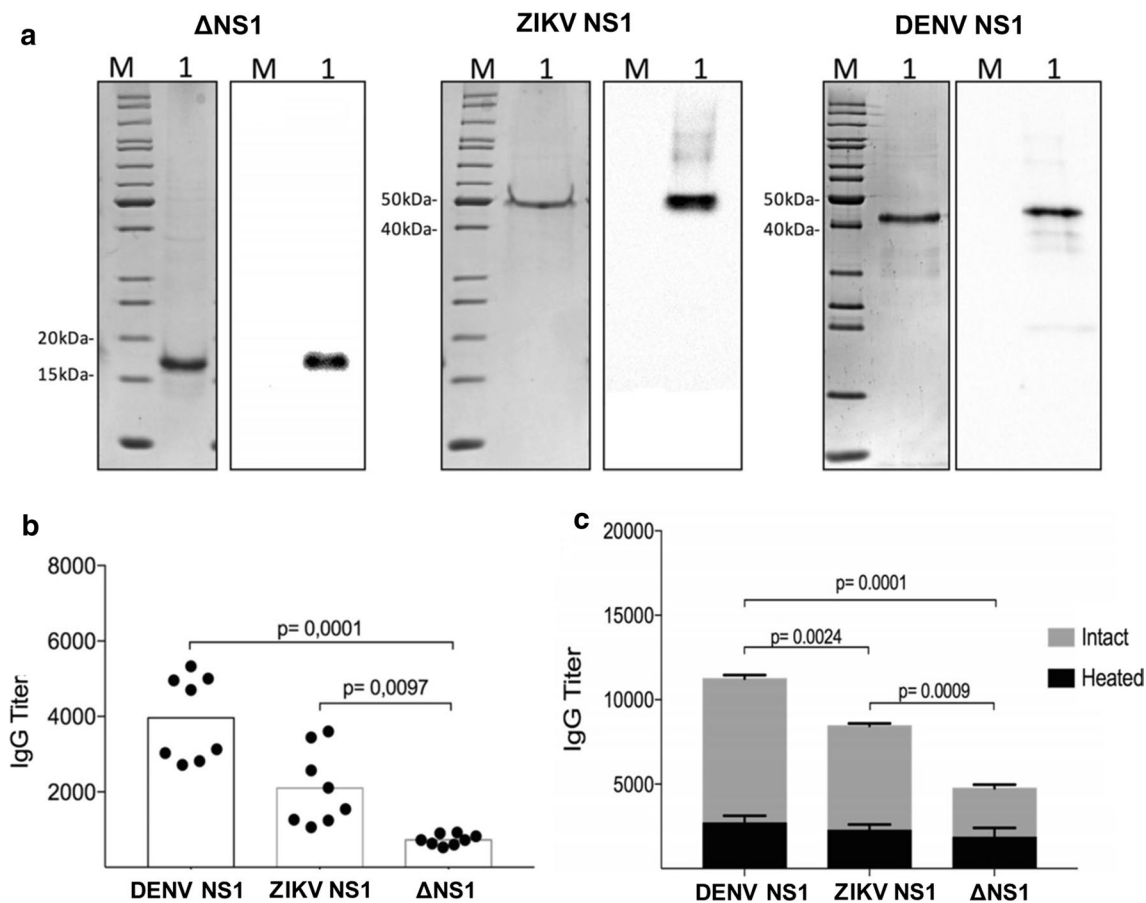 a
ΔNS1
ZIKV NS1
DENV NS1
M 1 M 1
M 1 M 1
M 1 M 1
20kDa-
15kDa-
50kDa-
40kDa-
50kDa-
40kDa-
b
IgG Titer
8000
6000
4000
2000
p= 0,0001
p= 0,0097
DENV NS1
ZIKV NS1
ΔNS1
c
IgG Titer
20000
15000
10000
5000
p= 0.0001
p= 0.0024
p= 0.0009
Intact
Heated
DENV NS1
ZIKV NS1
ΔNS1